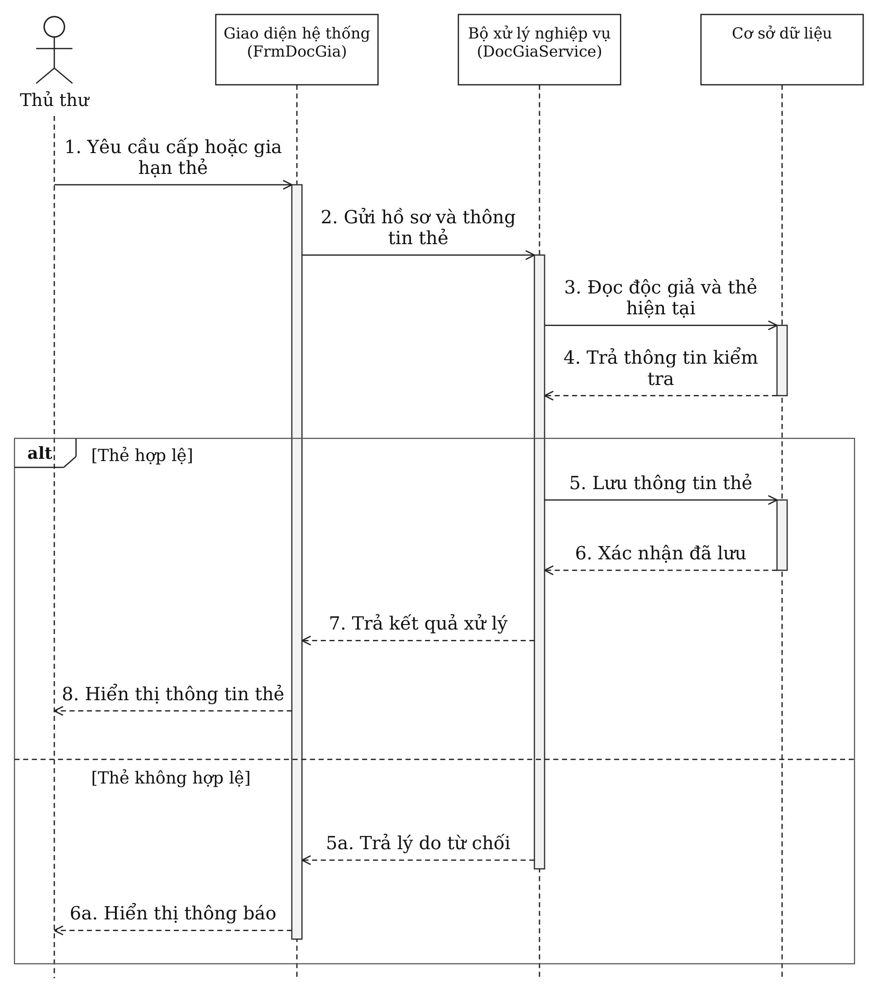 Thủ thư
Giao diện hệ thống
(FrmDocGia)
Bộ xử lý nghiệp vụ
(DocGiaService)
Cơ sở dữ liệu
1. Yêu cầu cấp hoặc gia
hạn thẻ
2. Gửi hồ sơ và thông
tin thẻ
3. Đọc độc giả và thẻ
hiện tại
4. Trả thông tin kiểm
tra
alt
[Thẻ hợp lệ]
5. Lưu thông tin thẻ
6. Xác nhận đã lưu
7. Trả kết quả xử lý
8. Hiển thị thông tin thẻ
[Thẻ không hợp lệ]
5a. Trả lý do từ chối
6a. Hiển thị thông báo